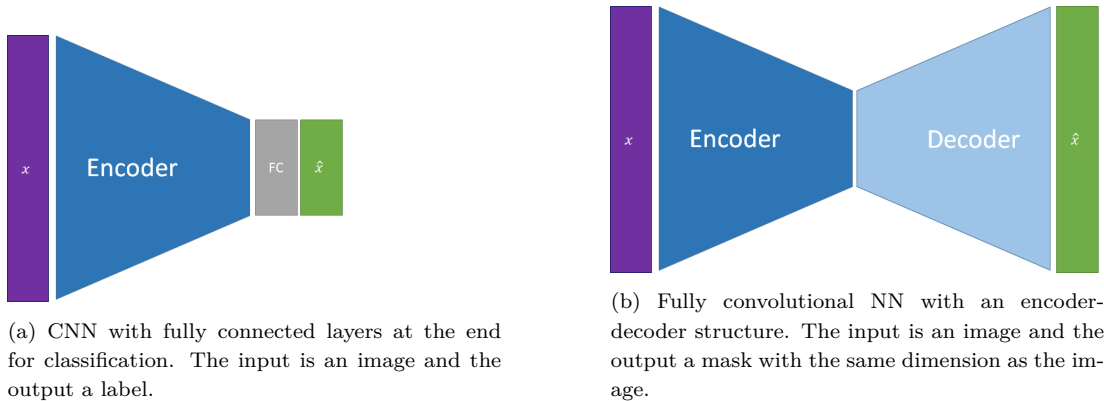 x
Encoder
FC
x̂
(a) CNN with fully connected layers at the end
for classification. The input is an image and the
output a label.
x
Encoder
Decoder
x̂
(b) Fully convolutional NN with an encoder-
decoder structure. The input is an image and the
output a mask with the same dimension as the im-
age.